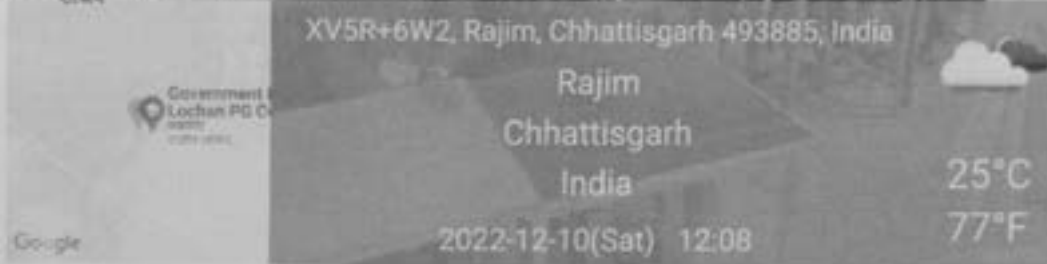 Government
Lochan PG
Google
XV5R+6W2, Rajim, Chhattisgarh 493885, India
Rajim
Chhattisgarh
India
2022-12-10(Sat) 12:08
25°C
77°F